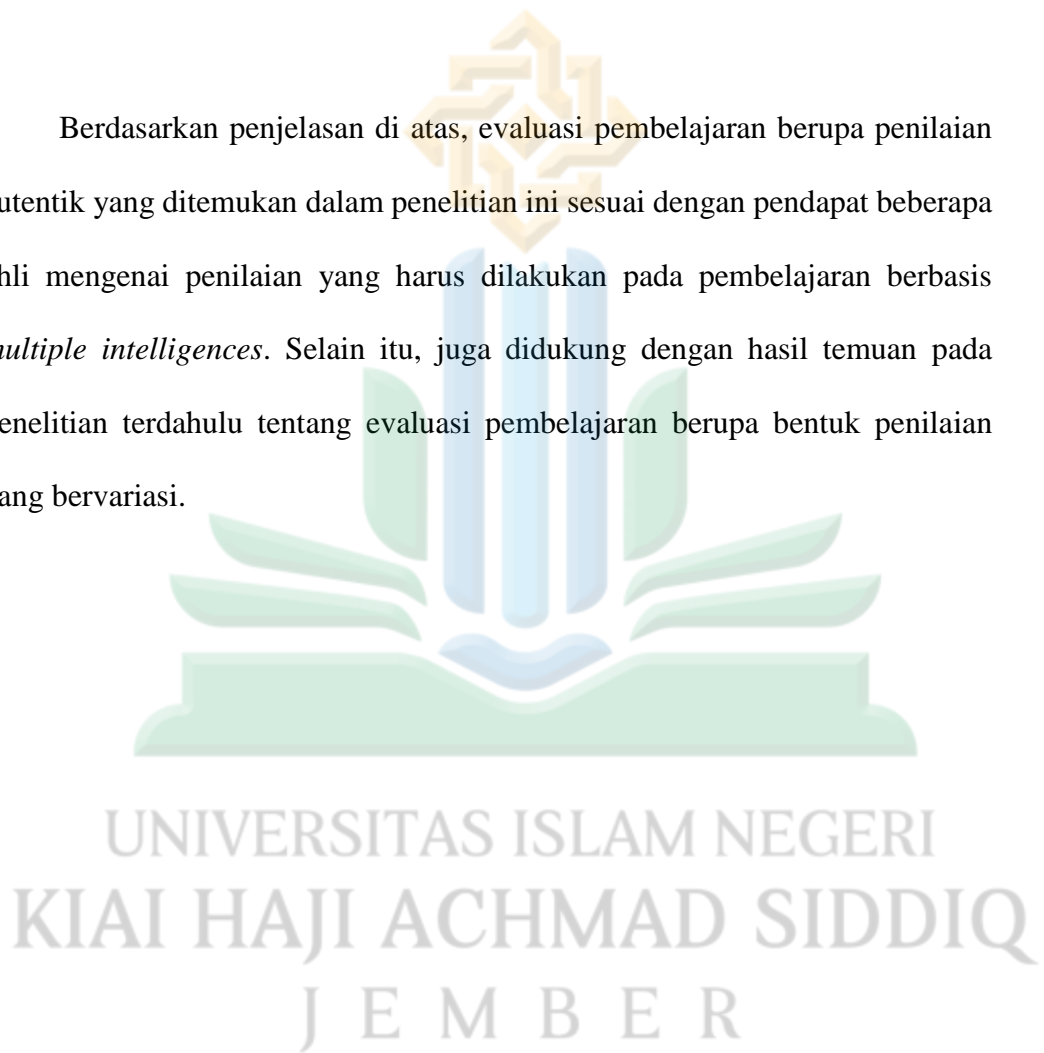 Berdasarkan penjelasan di atas, evaluasi pembelajaran berupa penilaian
utentik yang ditemukan dalam penelitian ini sesuai dengan pendapat beberapa
hli mengenai penilaian yang harus dilakukan pada pembelajaran berbasis
ultiple intelligences. Selain itu, juga didukung dengan hasil temuan pada
enelitian terdahulu tentang evaluasi pembelajaran berupa bentuk penilaian
ang bervariasi.
UNIVERSITAS ISLAM NEGERI
KIAI HAJI ACHMAD SIDDIQ
JEMBER